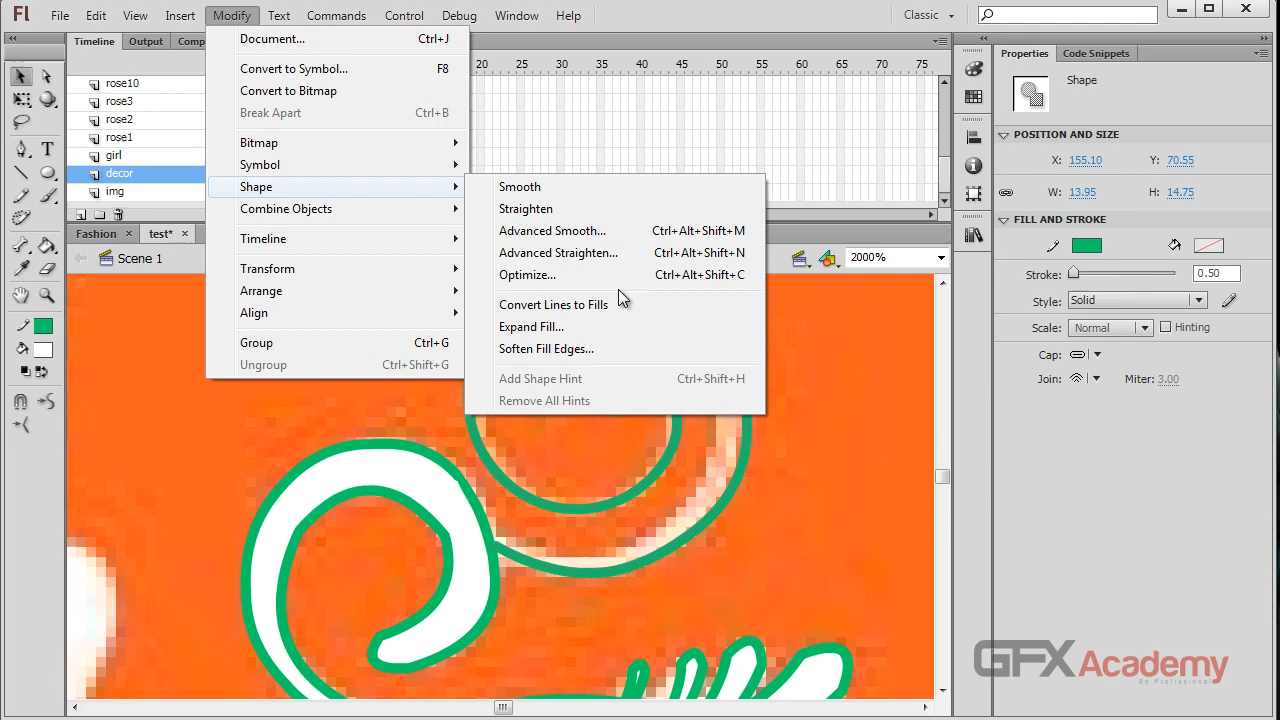 Fl File Edit View Insert Modify Text Commands Control Debug Window Help Classic
Timeline Output Comp
20 25 30 35 40 45 50 55 60 65 70 75
rose10
rose3
rose2
rose1
girl
decor
img
Document... Ctrl+J
Convert to Symbol... F8
Convert to Bitmap
Break Apart Ctrl+B
Bitmap
Symbol
Shape
Combine Objects
Timeline
Transform
Arrange
Align
Group Ctrl+G
Ungroup Ctrl+Shift+G
Smooth
Straighten
Advanced Smooth... Ctrl+Alt+Shift+M
Advanced Straighten... Ctrl+Alt+Shift+N
Optimize... Ctrl+Alt+Shift+C
Convert Lines to Fills
Expand Fill...
Soften Fill Edges...
Add Shape Hint Ctrl+Shift+H
Remove All Hints
Fashion test*
Scene 1 2000%
Properties Code Snippets
Shape
POSITION AND SIZE
X: 155.10 Y: 70.55
W: 13.95 H: 14.75
FILL AND STROKE
Stroke: 0.50
Style: Solid
Scale: Normal Hinting
Cap:
Join: Miter: 3.00
GFXAcademy
Be Professional